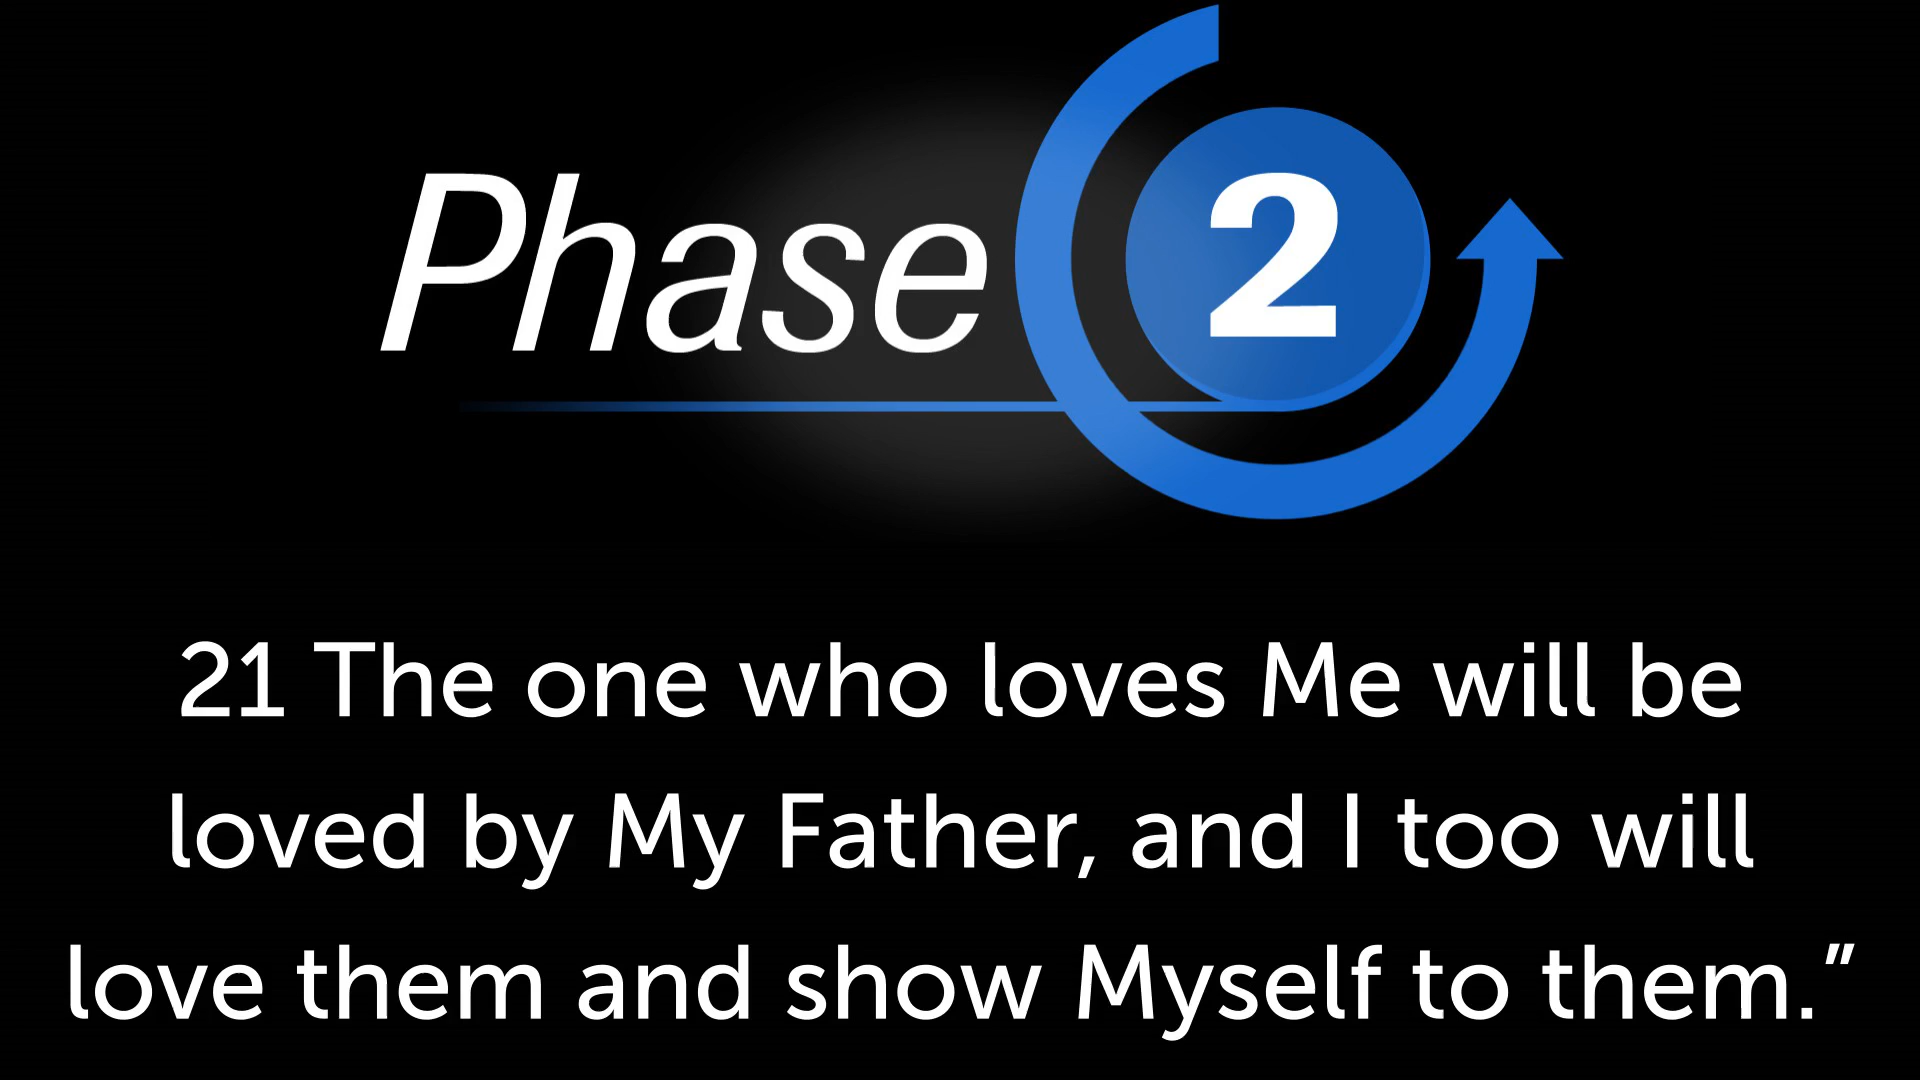 Phase 2
21 The one who loves Me will be
loved by My Father, and I too will
love them and show Myself to them.”